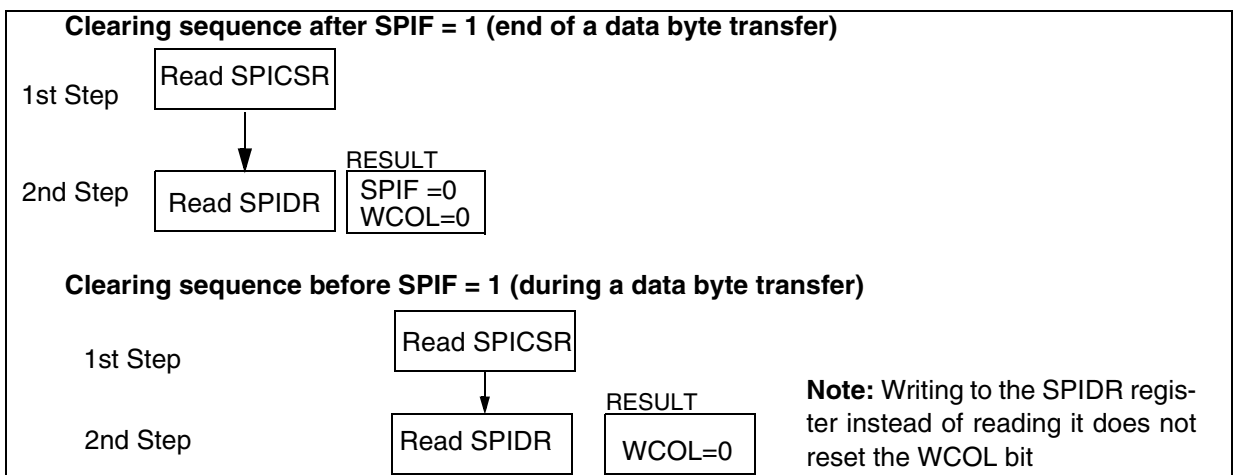 Clearing sequence after SPIF = 1 (end of a data byte transfer)
1st Step
Read SPICSR
2nd Step
Read SPIDR
RESULT
SPIF =0
WCOL=0
Clearing sequence before SPIF = 1 (during a data byte transfer)
1st Step
Read SPICSR
2nd Step
Read SPIDR
RESULT
WCOL=0
Note: Writing to the SPIDR regis-
ter instead of reading it does not
reset the WCOL bit